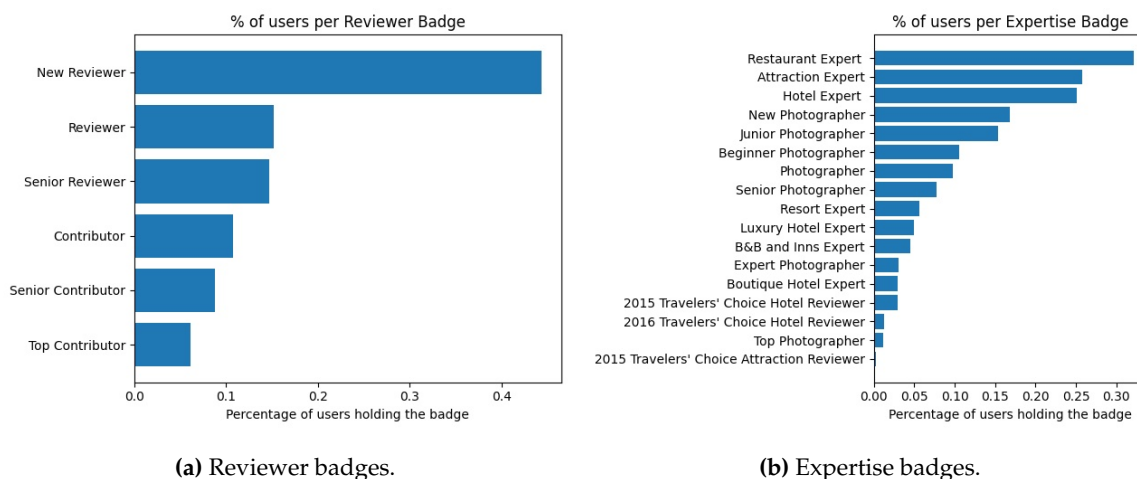 % of users per Reviewer Badge
New Reviewer
Reviewer
Senior Reviewer
Contributor
Senior Contributor
Top Contributor
0.0 0.1 0.2 0.3 0.4
Percentage of users holding the badge
(a) Reviewer badges.
% of users per Expertise Badge
Restaurant Expert
Attraction Expert
Hotel Expert
New Photographer
Junior Photographer
Beginner Photographer
Photographer
Senior Photographer
Resort Expert
Luxury Hotel Expert
B&B and Inns Expert
Expert Photographer
Boutique Hotel Expert
2015 Travelers' Choice Hotel Reviewer
2016 Travelers' Choice Hotel Reviewer
Top Photographer
2015 Travelers' Choice Attraction Reviewer
0.00 0.05 0.10 0.15 0.20 0.25 0.30
Percentage of users holding the badge
(b) Expertise badges.